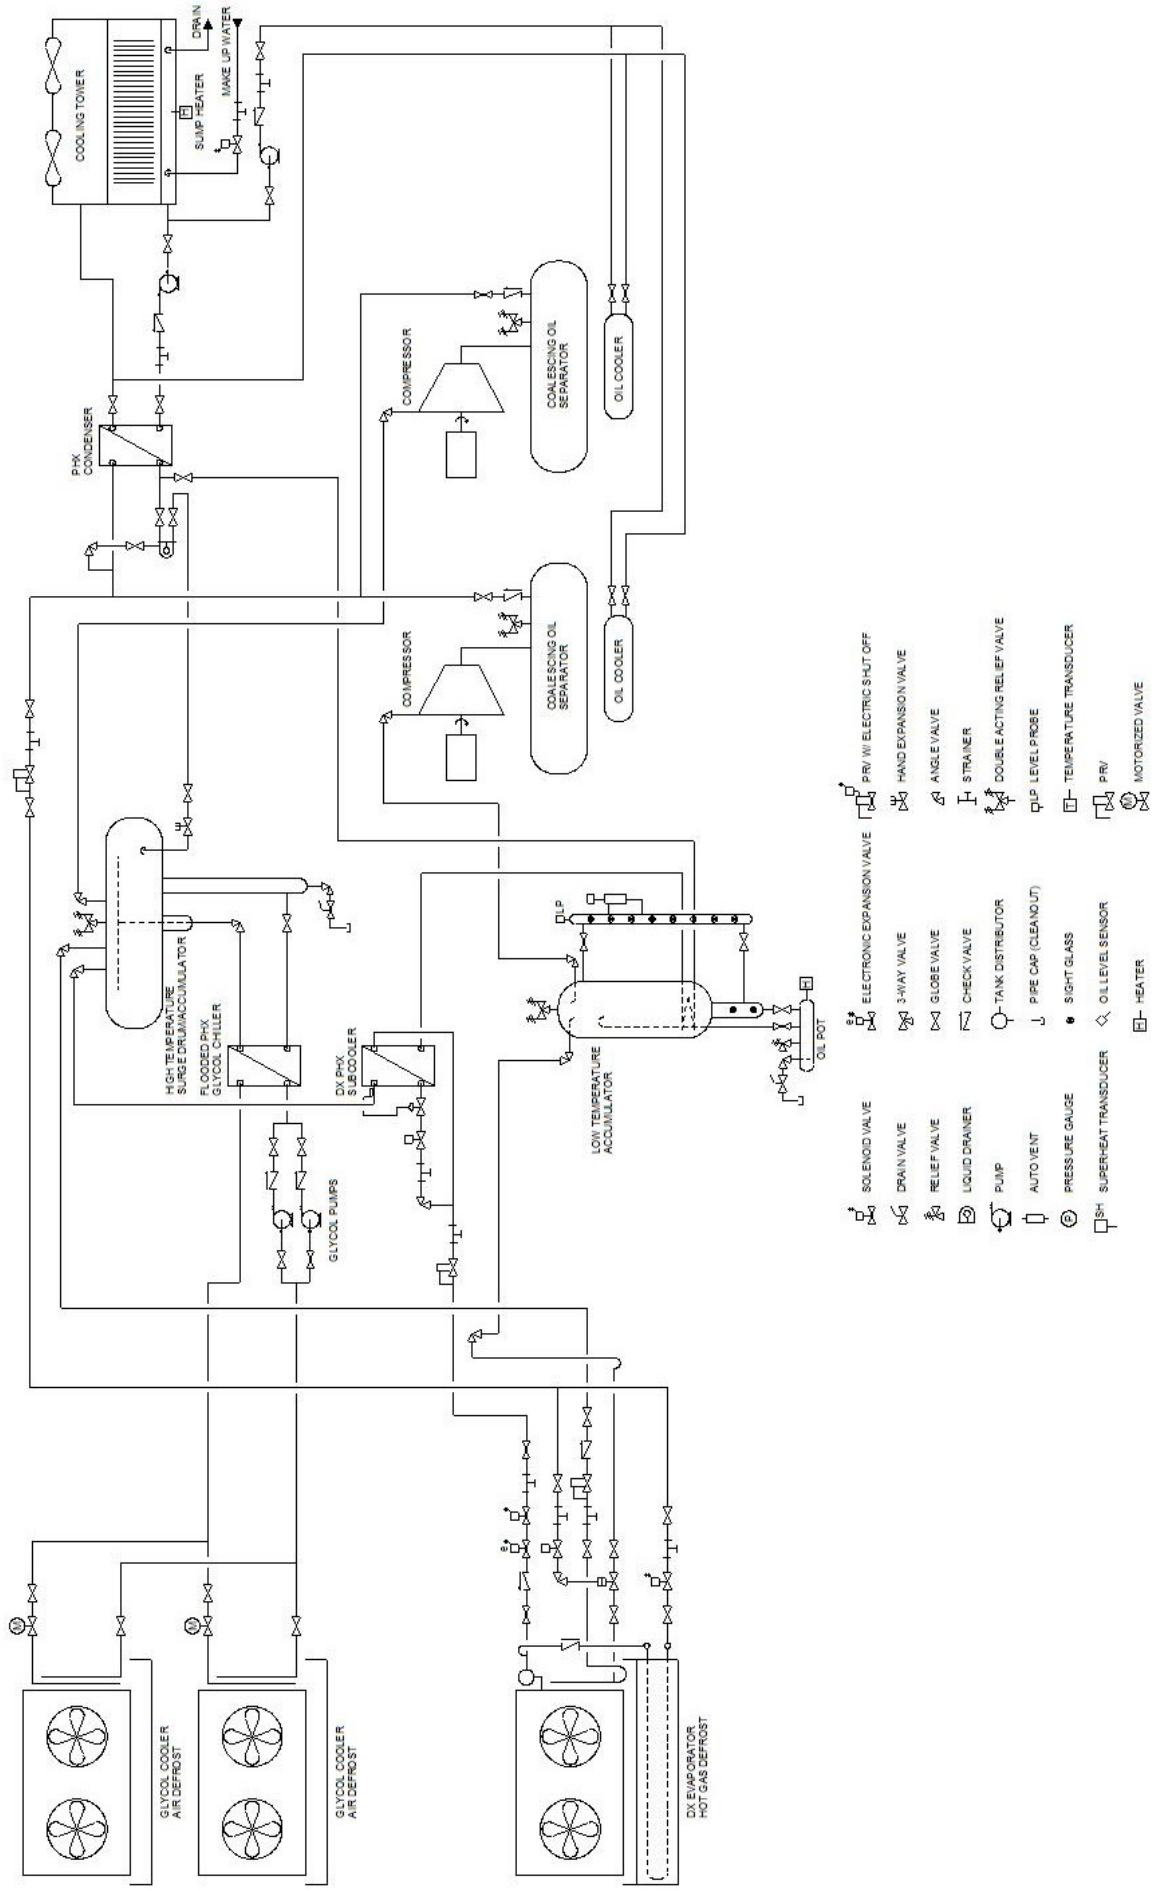 COOLING TOWER
DRAIN
MAKE UP WATER
SUMP HEATER
H
PHX
CONDENSER
COMPRESSOR
COALESCING OIL
SEPARATOR
OIL COOLER
COMPRESSOR
COALESCING OIL
SEPARATOR
OIL COOLER
HIGH TEMPERATURE
SURGE DRUM/ACCUMULATOR
FLOODED PHX
GLYCOL CHILLER
DX PHX
SUBCOOLER
GLYCOL PUMPS
LP
LOW TEMPERATURE
ACCUMULATOR
H
OIL POT
M
GLYCOL COOLER
AIR DEFROST
M
GLYCOL COOLER
AIR DEFROST
e
DX EVAPORATOR
HOT GAS DEFROST
SOLENOID VALVE
DRAIN VALVE
RELIEF VALVE
LIQUID DRAINER
PUMP
AUTO VENT
P PRESSURE GAUGE
SH SUPERHEAT TRANSDUCER
e ELECTRONIC EXPANSION VALVE
3-WAY VALVE
GLOBE VALVE
CHECK VALVE
TANK DISTRIBUTOR
PIPE CAP (CLEANOUT)
SIGHT GLASS
OIL LEVEL SENSOR
H HEATER
PRV W/ ELECTRIC SHUT OFF
HAND EXPANSION VALVE
ANGLE VALVE
STRAINER
DOUBLE ACTING RELIEF VALVE
LP LEVEL PROBE
T TEMPERATURE TRANSDUCER
PRV
M MOTORIZED VALVE